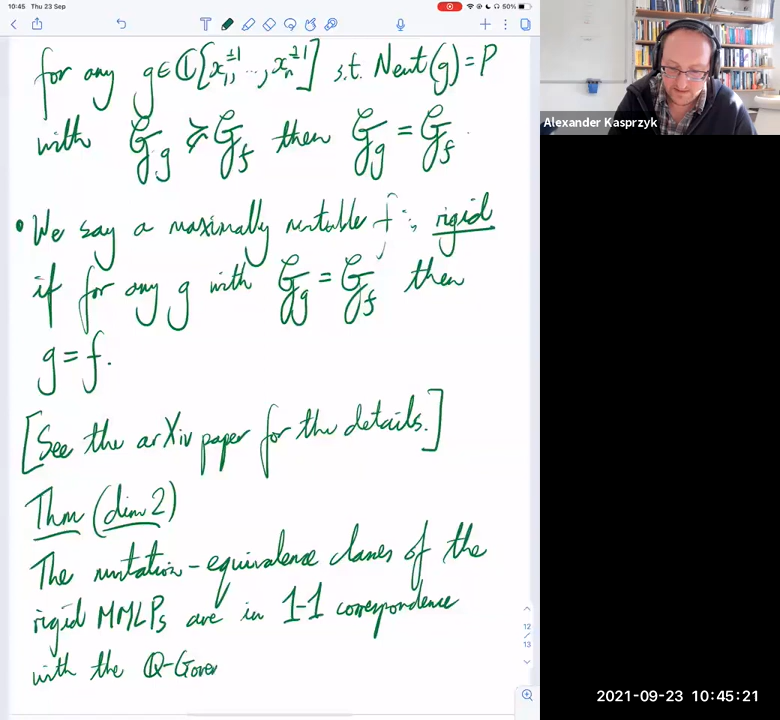 10:45 Thu 23 Sep
50%
for any g ∈ ℂ[x₁^±1, ..., xₙ^±1] s.t. Newt(g) = P
with 𝒢_g ≥ 𝒢_f then 𝒢_g = 𝒢_f.
• We say a maximally mutable f is rigid
if for any g with 𝒢_g = 𝒢_f then
g = f.
[See the arXiv paper for the details.]
Thm (dim 2)
The mutation-equivalence classes of the
rigid MMLPs are in 1-1 correspondence
with the ℚ-Gore
12
/
13
Alexander Kasprzyk
2021-09-23 10:45:21